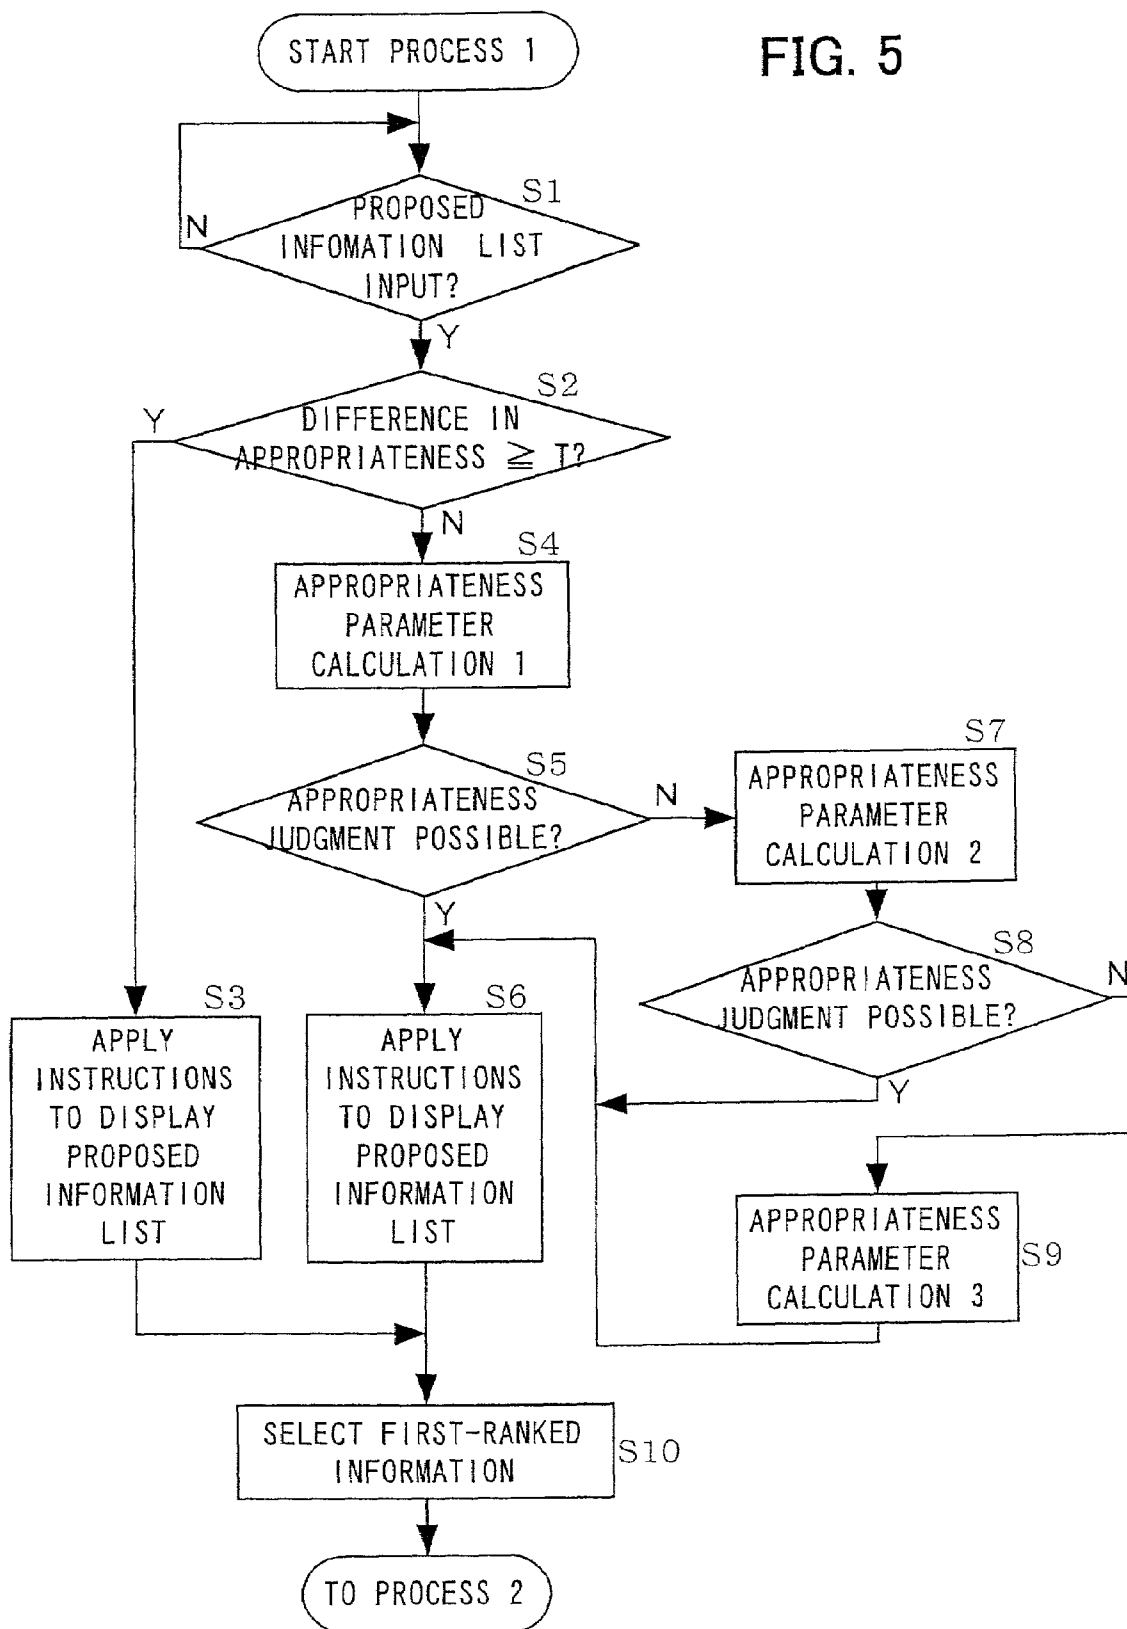 START PROCESS 1
FIG. 5
S1
PROPOSED
INFOMATION LIST
INPUT?
N
Y
S2
DIFFERENCE IN
APPROPRIATENESS ≧ T?
Y
N
S4
APPROPRIATENESS
PARAMETER
CALCULATION 1
S5
APPROPRIATENESS
JUDGMENT POSSIBLE?
N
Y
S7
APPROPRIATENESS
PARAMETER
CALCULATION 2
S8
APPROPRIATENESS
JUDGMENT POSSIBLE?
N
Y
S3
APPLY
INSTRUCTIONS
TO DISPLAY
PROPOSED
INFORMATION
LIST
S6
APPLY
INSTRUCTIONS
TO DISPLAY
PROPOSED
INFORMATION
LIST
APPROPRIATENESS
PARAMETER
CALCULATION 3
S9
SELECT FIRST-RANKED
INFORMATION
S10
TO PROCESS 2